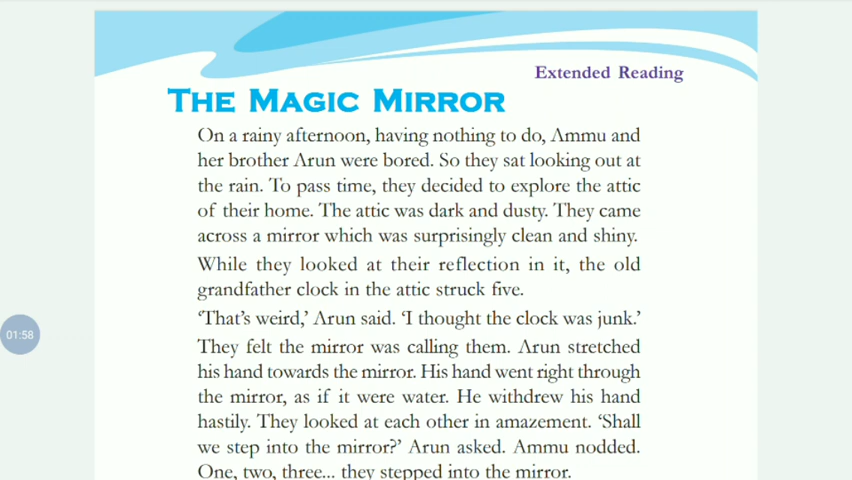 Extended Reading
THE MAGIC MIRROR
On a rainy afternoon, having nothing to do, Ammu and
her brother Arun were bored. So they sat looking out at
the rain. To pass time, they decided to explore the attic
of their home. The attic was dark and dusty. They came
across a mirror which was surprisingly clean and shiny.
While they looked at their reflection in it, the old
grandfather clock in the attic struck five.
‘That’s weird,’ Arun said. ‘I thought the clock was junk.’
They felt the mirror was calling them. Arun stretched
his hand towards the mirror. His hand went right through
the mirror, as if it were water. He withdrew his hand
hastily. They looked at each other in amazement. ‘Shall
we step into the mirror?’ Arun asked. Ammu nodded.
One, two, three... they stepped into the mirror.
01:58